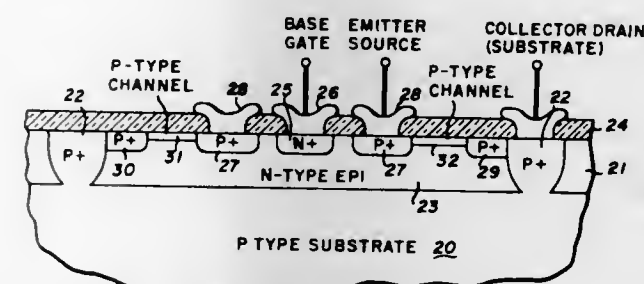 BASE EMITTER COLLECTOR DRAIN
GATE SOURCE (SUBSTRATE)
P-TYPE
CHANNEL
P-TYPE
CHANNEL
22 28 25 26 28 22
24
P+ P+ P+ N+ P+ P+ P+
30 31 27 27 32 29 21
N-TYPE EPI
23
P TYPE SUBSTRATE 20